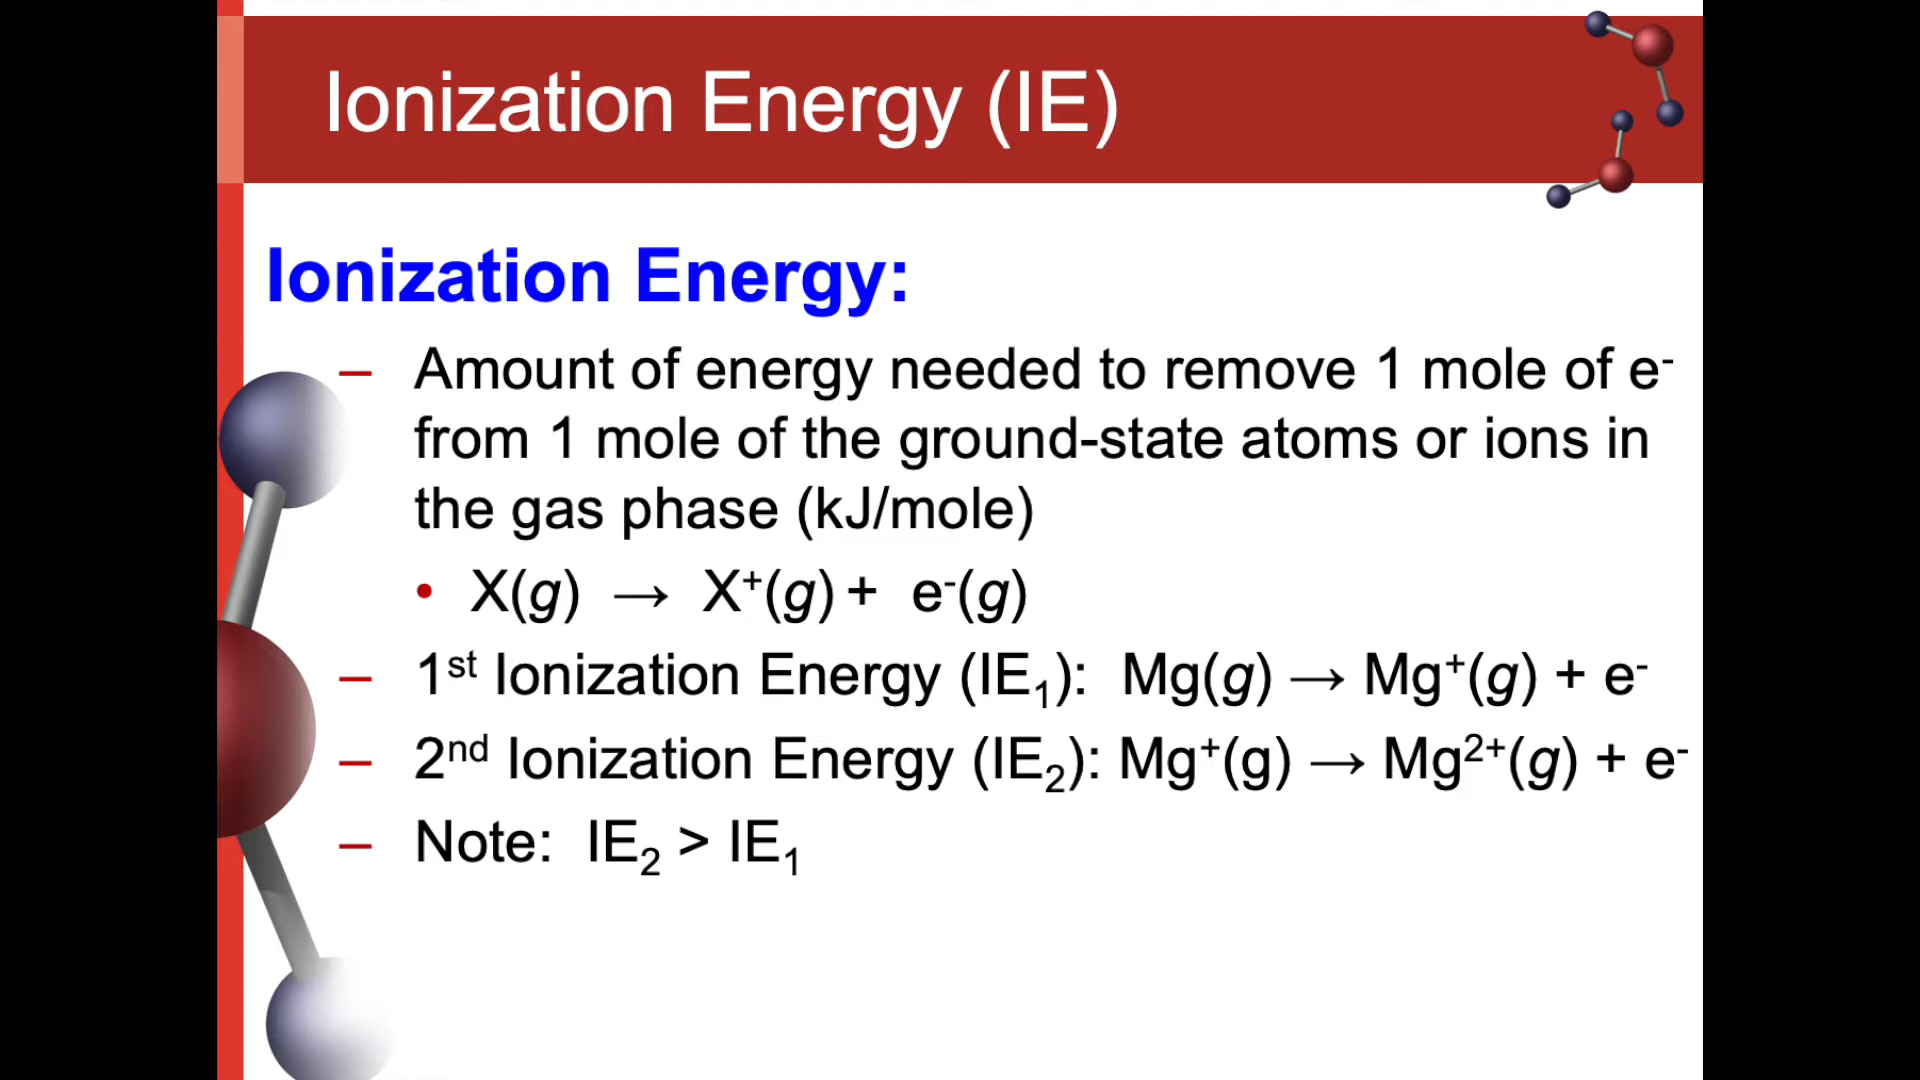 Ionization Energy (IE)
Ionization Energy:
– Amount of energy needed to remove 1 mole of e⁻
from 1 mole of the ground-state atoms or ions in
the gas phase (kJ/mole)
• X(g) → X⁺(g) + e⁻(g)
– 1ˢᵗ Ionization Energy (IE₁): Mg(g) → Mg⁺(g) + e⁻
– 2ⁿᵈ Ionization Energy (IE₂): Mg⁺(g) → Mg²⁺(g) + e⁻
– Note: IE₂ > IE₁